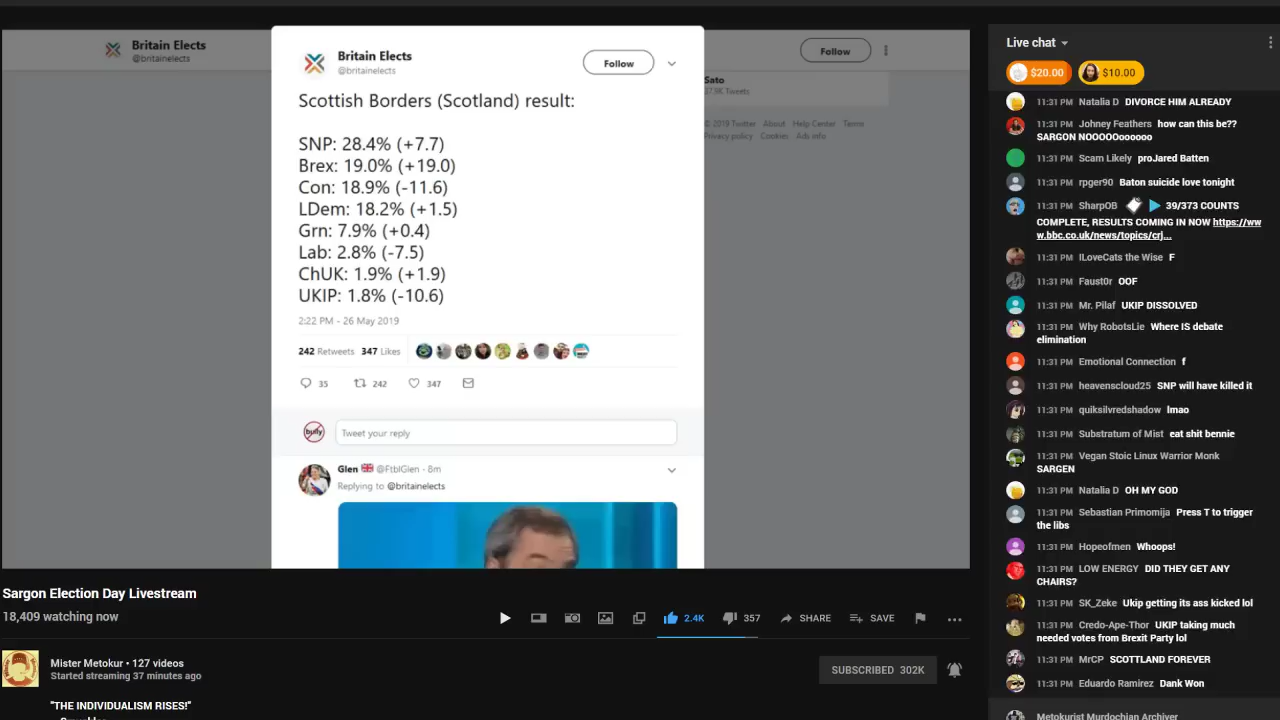 Britain Elects
@britainelects
Follow
Britain Elects
@britainelects
Follow
Scottish Borders (Scotland) result:
SNP: 28.4% (+7.7)
Brex: 19.0% (+19.0)
Con: 18.9% (-11.6)
LDem: 18.2% (+1.5)
Grn: 7.9% (+0.4)
Lab: 2.8% (-7.5)
ChUK: 1.9% (+1.9)
UKIP: 1.8% (-10.6)
2:22 PM - 26 May 2019
242 Retweets 347 Likes
35 242 347
bully
Tweet your reply
Glen @FtblGlen · 8m
Replying to @britainelects
Sato
Tweets
© 2019 Twitter About Help Center Terms
Privacy policy Cookies Ads info
Sargon Election Day Livestream
18,409 watching now
2.4K 357 SHARE SAVE
Mister Metokur • 127 videos
Started streaming 37 minutes ago
SUBSCRIBED 302K
"THE INDIVIDUALISM RISES!"
Live chat
$20.00 $10.00
11:31 PM Natalia D DIVORCE HIM ALREADY
11:31 PM Johney Feathers how can this be??
SARGON NOOOOooooooo
11:31 PM Scam Likely proJared Batten
11:31 PM rpger90 Baton suicide love tonight
11:31 PM SharpOB 39/373 COUNTS
COMPLETE, RESULTS COMING IN NOW https://ww
w.bbc.co.uk/news/topics/crj...
11:31 PM ILoveCats the Wise F
11:31 PM Faust0r OOF
11:31 PM Mr. Pilaf UKIP DISSOLVED
11:31 PM Why RobotsLie Where IS debate
elimination
11:31 PM Emotional Connection f
11:31 PM heavenscloud25 SNP will have killed it
11:31 PM quiksilvredshadow lmao
11:31 PM Substratum of Mist eat shit bennie
11:31 PM Vegan Stoic Linux Warrior Monk
SARGEN
11:31 PM Natalia D OH MY GOD
11:31 PM Sebastian Primomija Press T to trigger
the libs
11:31 PM Hopeofmen Whoops!
11:31 PM LOW ENERGY DID THEY GET ANY
CHAIRS?
11:31 PM SK_Zeke Ukip getting its ass kicked lol
11:31 PM Credo-Ape-Thor UKIP taking much
needed votes from Brexit Party lol
11:31 PM MrCP SCOTTLAND FOREVER
11:31 PM Eduardo Ramirez Dank Won
Metokurist Murdochian Archiver